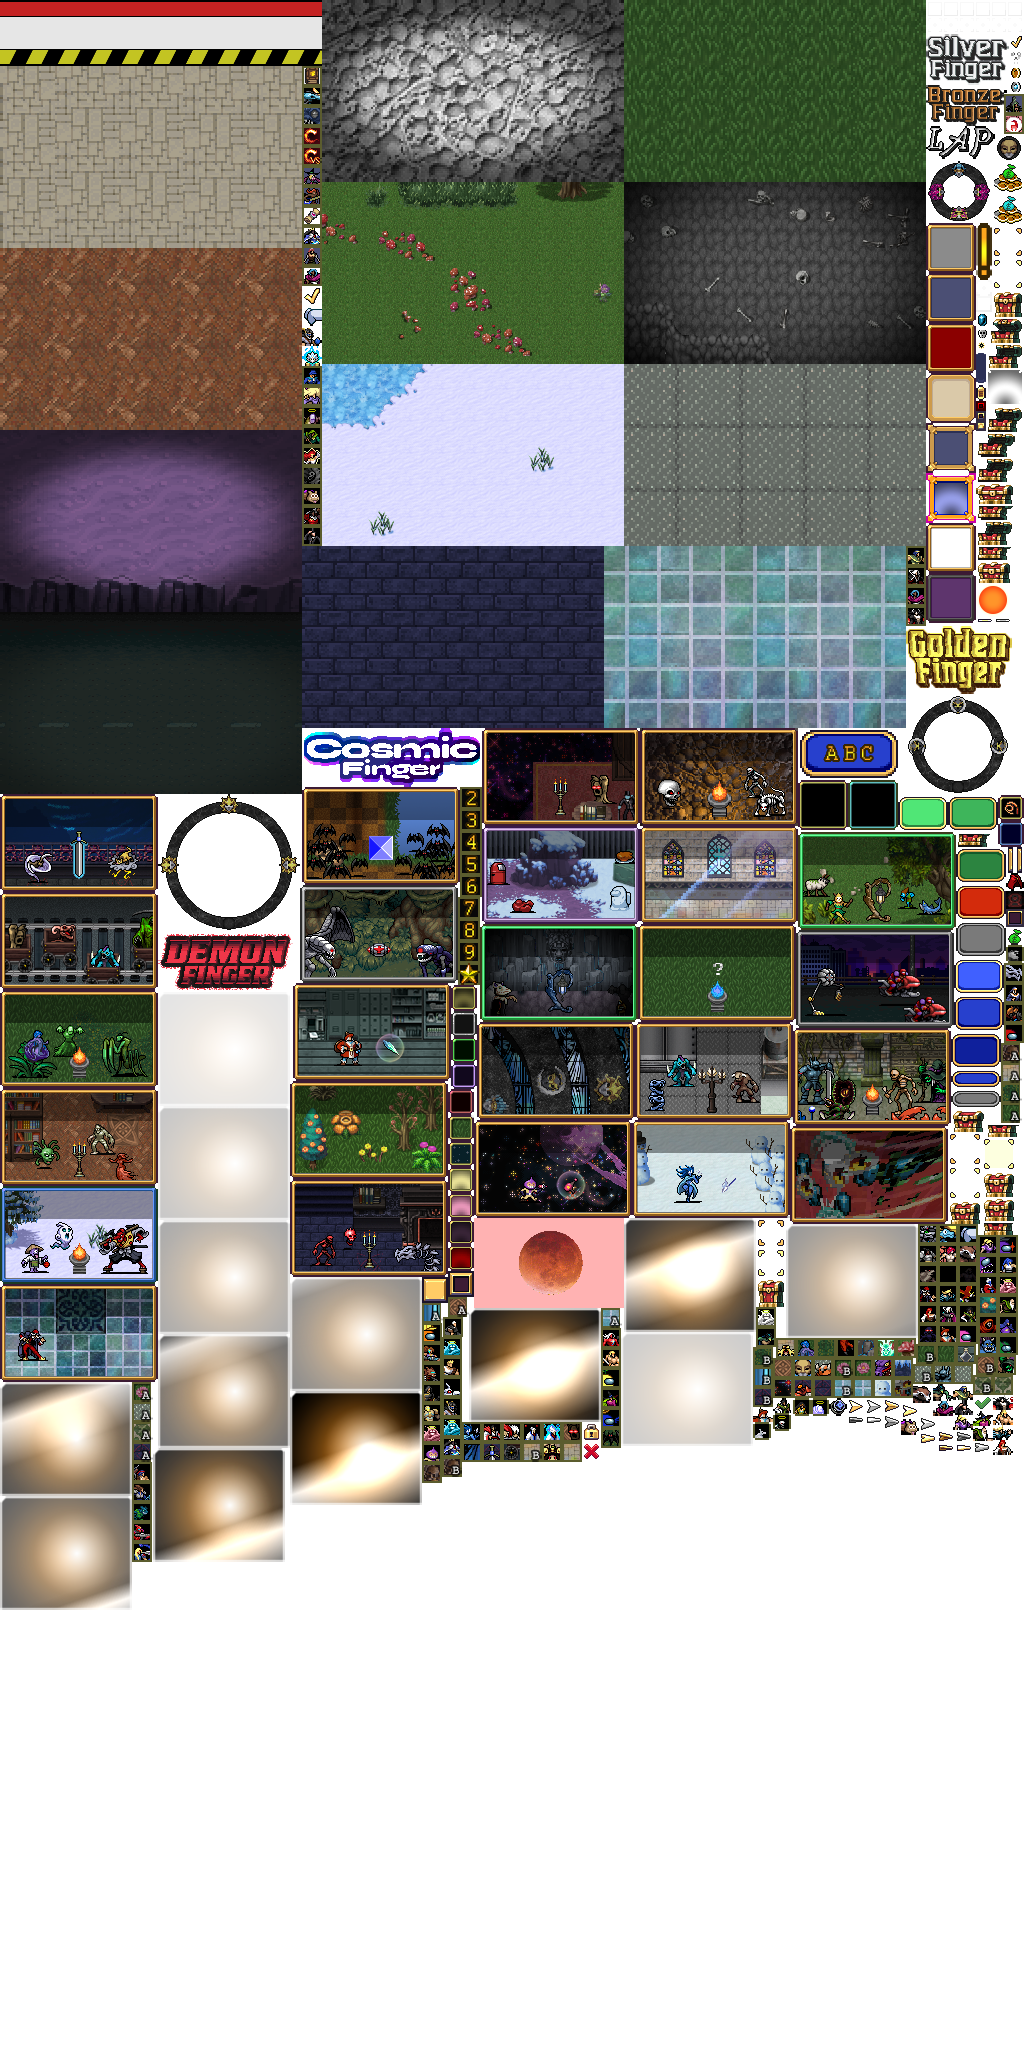 Silver
Finger
Bronze
Finger
LAP
Golden
Finger
Cosmic
Finger
ABC
2
3
4
5
6
7
8
9
DEMON
FINGER
?
A
A
A
A
A
A
A
A
A
B
B
B
B
B
B
B
B
B